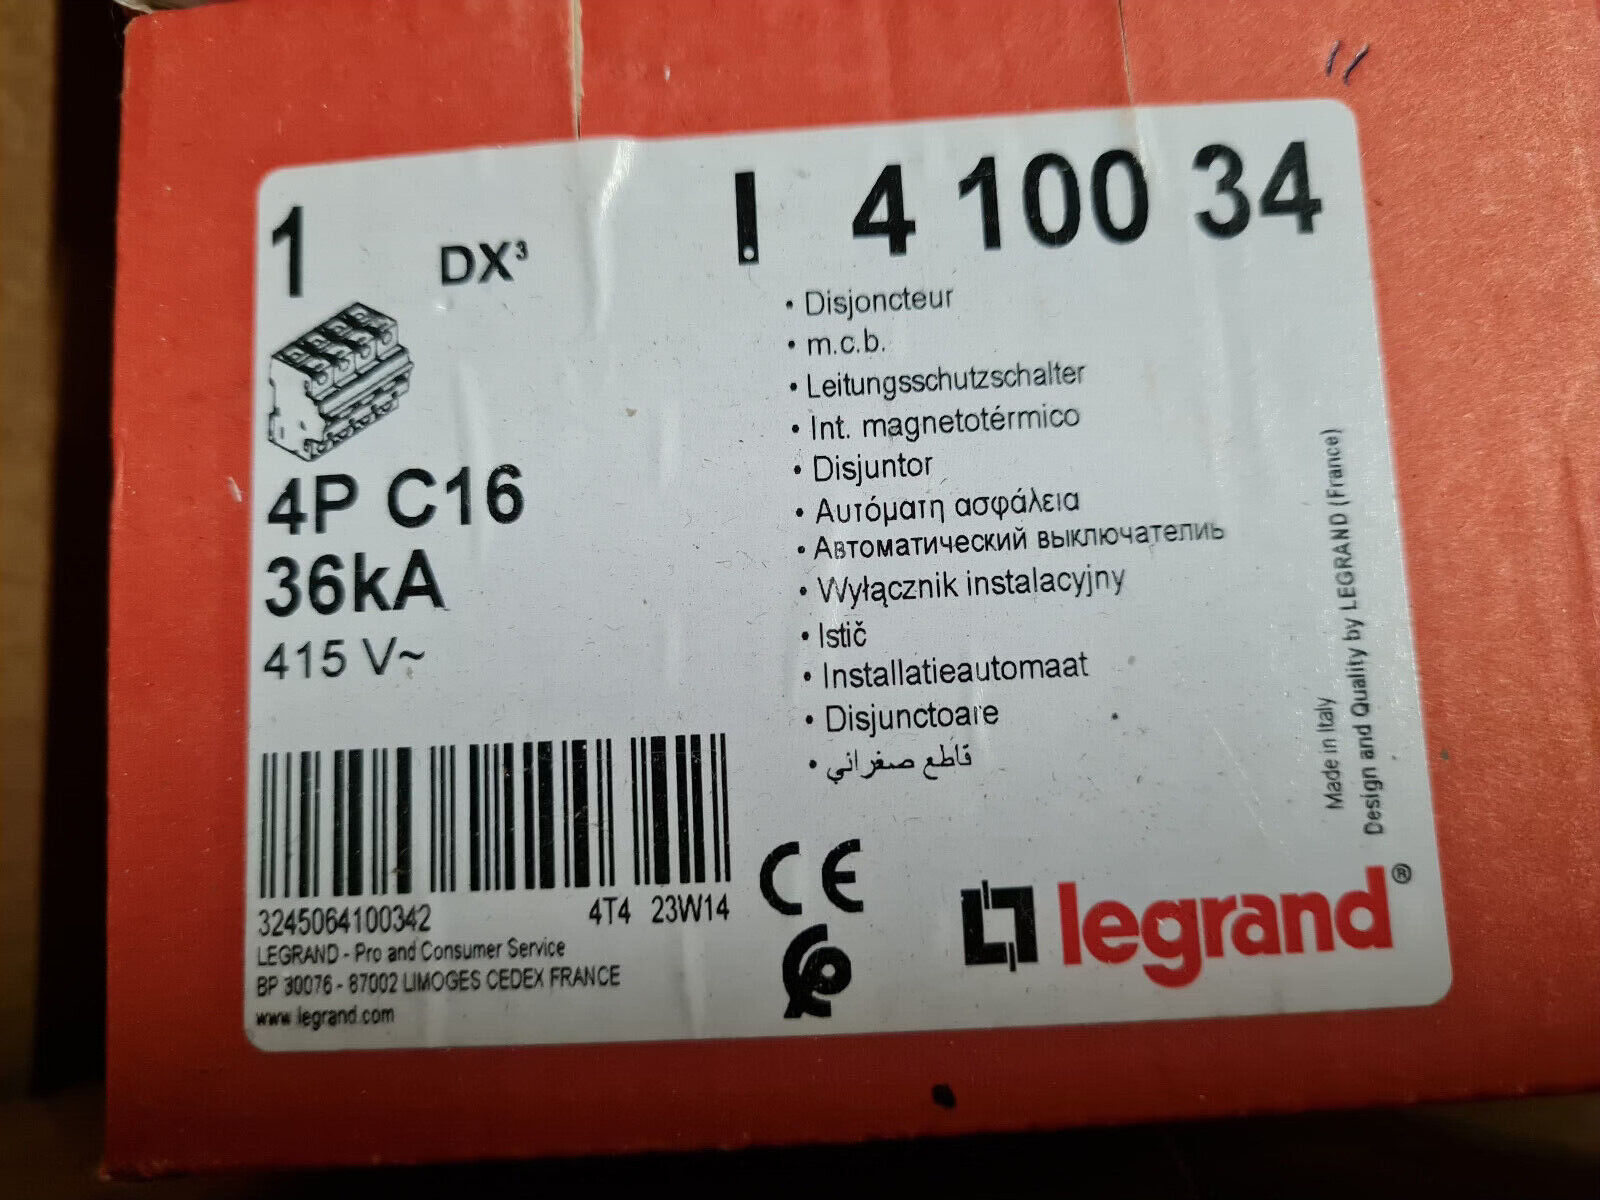 1
DX³
4 100 34
4P C16
36kA
415 V~
• Disjoncteur
• m.c.b.
• Leitungsschutzschalter
• Int. magnetotérmico
• Disjuntor
• Αυτόματη ασφάλεια
• Автоматический выключателиь
• Wyłącznik instalacyjny
• Istič
• Installatieautomaat
• Disjunctoare
• قاطع صغراني
3245064100342
4T4 23W14
LEGRAND - Pro and Consumer Service
BP 30076 - 87002 LIMOGES CEDEX FRANCE
www.legrand.com
CE
legrand®
Made in Italy
Design and Quality by LEGRAND (France)